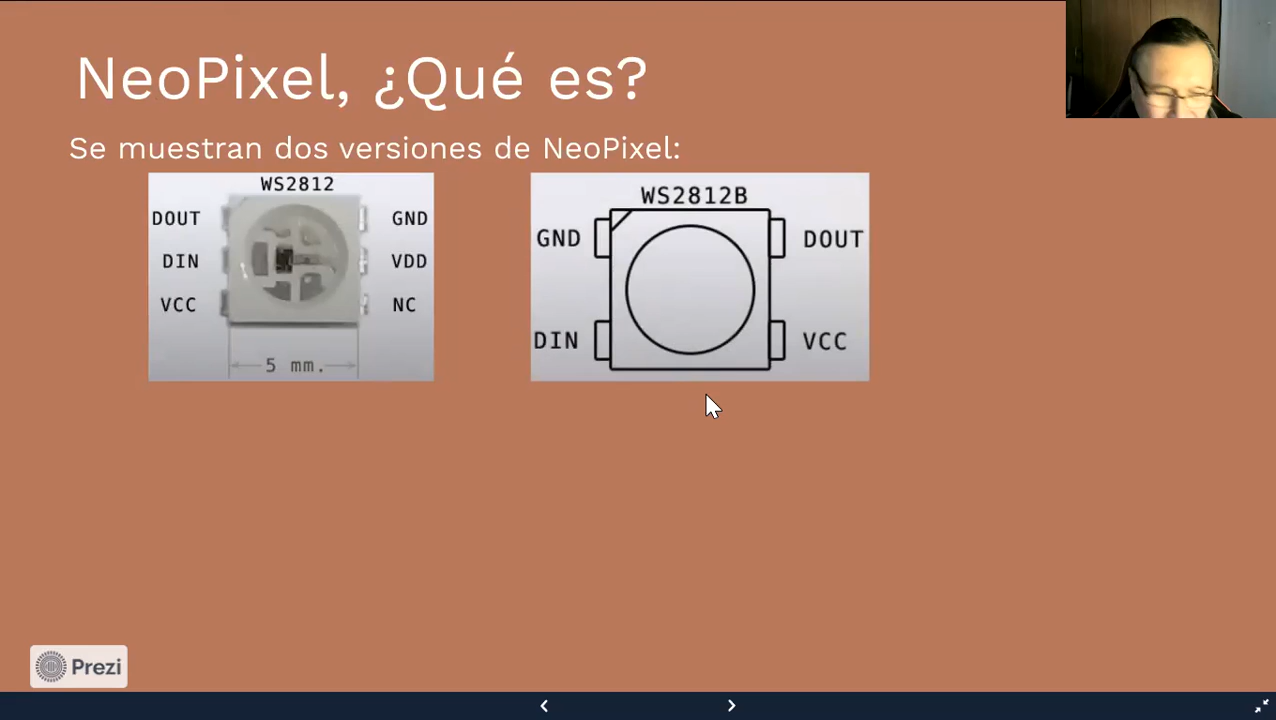 NeoPixel, ¿Qué es?
Se muestran dos versiones de NeoPixel:
WS2812
DOUT GND
DIN VDD
VCC NC
5 mm.
WS2812B
GND DOUT
DIN VCC
Prezi